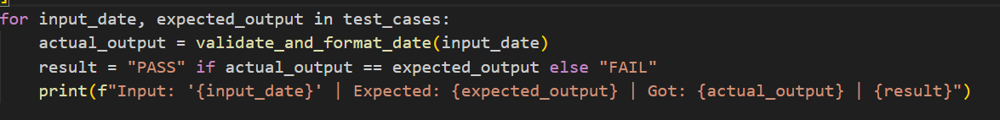 ]
for input_date, expected_output in test_cases:
    actual_output = validate_and_format_date(input_date)
    result = "PASS" if actual_output == expected_output else "FAIL"
    print(f"Input: '{input_date}' | Expected: {expected_output} | Got: {actual_output} | {result}")